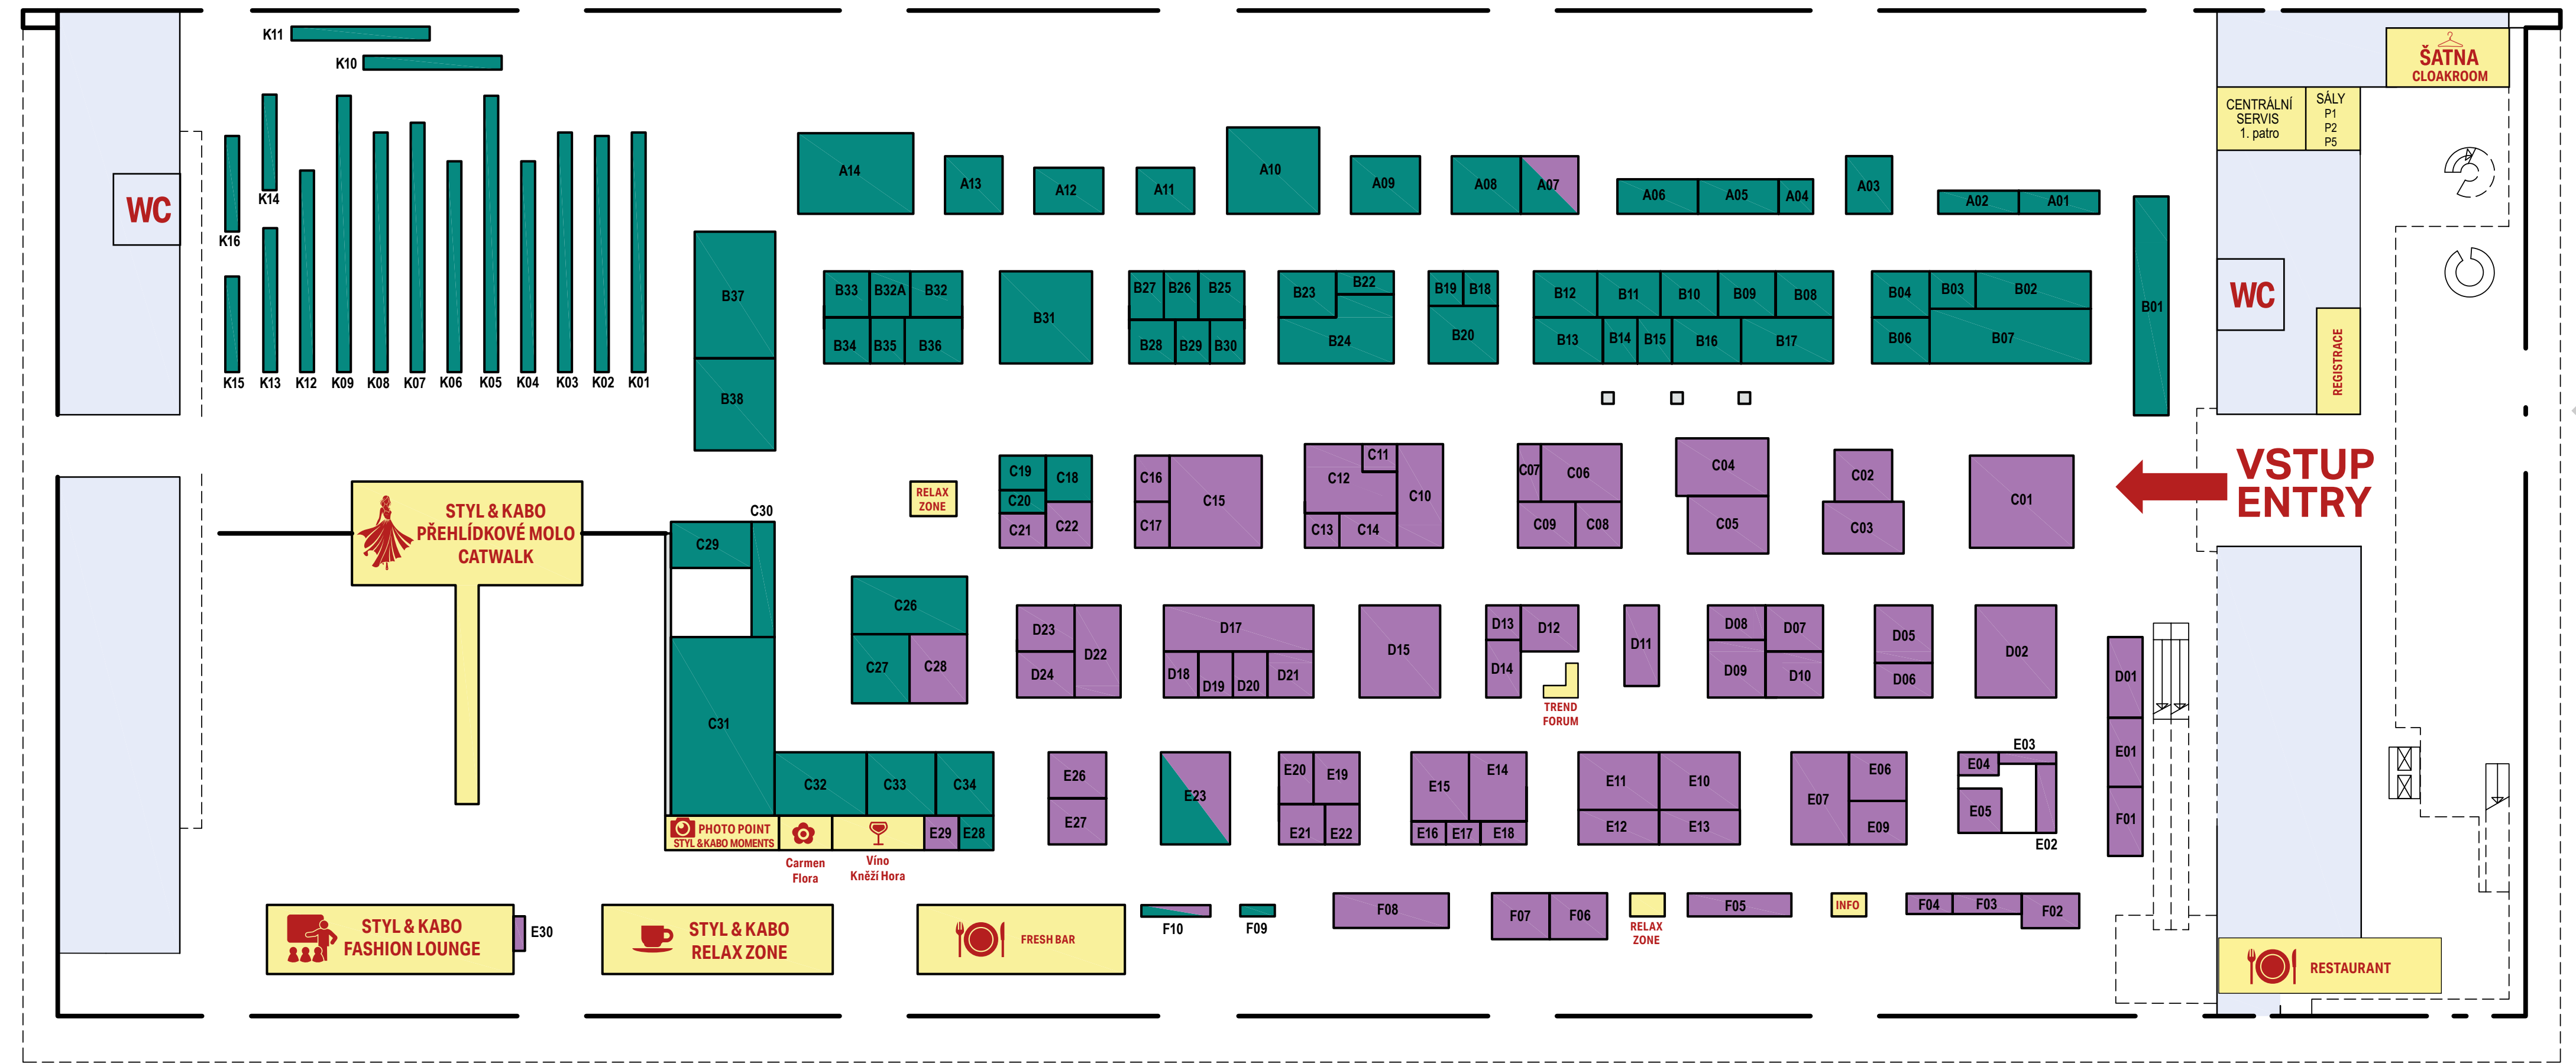 K11
K10
ŠATNA
CLOAKROOM
CENTRÁLNÍ
SERVIS
1. patro
SÁLY
P1
P2
P5
WC
K14
K16
K15
K13
K12
K09
K08
K07
K06
K05
K04
K03
K02
K01
A14
A13
A12
A11
A10
A09
A08
A07
A06
A05
A04
A03
A02
A01
B37
B38
B33
B32A
B32
B34
B35
B36
B31
B27
B26
B25
B28
B29
B30
B23
B22
B24
B19
B18
B20
B12
B11
B10
B09
B08
B13
B14
B15
B16
B17
B04
B03
B02
B06
B07
B01
WC
REGISTRACE
VSTUP
ENTRY
STYL & KABO
PŘEHLÍDKOVÉ MOLO
CATWALK
RELAX
ZONE
C19
C18
C20
C21
C22
C16
C15
C17
C11
C12
C10
C13
C14
C07
C06
C09
C08
C04
C05
C02
C03
C01
C30
C29
C31
C26
C27
C28
D23
D22
D24
D17
D18
D19
D20
D21
D15
D13
D12
D14
TREND
FORUM
D11
D08
D07
D09
D10
D05
D06
D02
D01
E01
F01
C32
C33
C34
PHOTO POINT
STYL & KABO MOMENTS
E29
E28
Carmen
Flora
Víno
Kněží Hora
E26
E27
E23
E20
E19
E21
E22
E15
E14
E16
E17
E18
E11
E10
E12
E13
E07
E06
E09
E03
E04
E05
E02
STYL & KABO
FASHION LOUNGE
E30
STYL & KABO
RELAX ZONE
FRESH BAR
F10
F09
F08
F07
F06
RELAX
ZONE
F05
INFO
F04
F03
F02
RESTAURANT